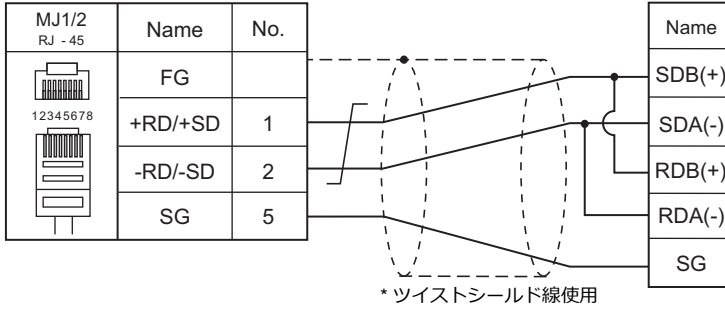 MJ1/2
RJ - 45
Name
No.
Name
FG
SDB(+)
12345678
+RD/+SD
1
SDA(-)
-RD/-SD
2
RDB(+)
SG
5
RDA(-)
SG
* ツイストシールド線使用